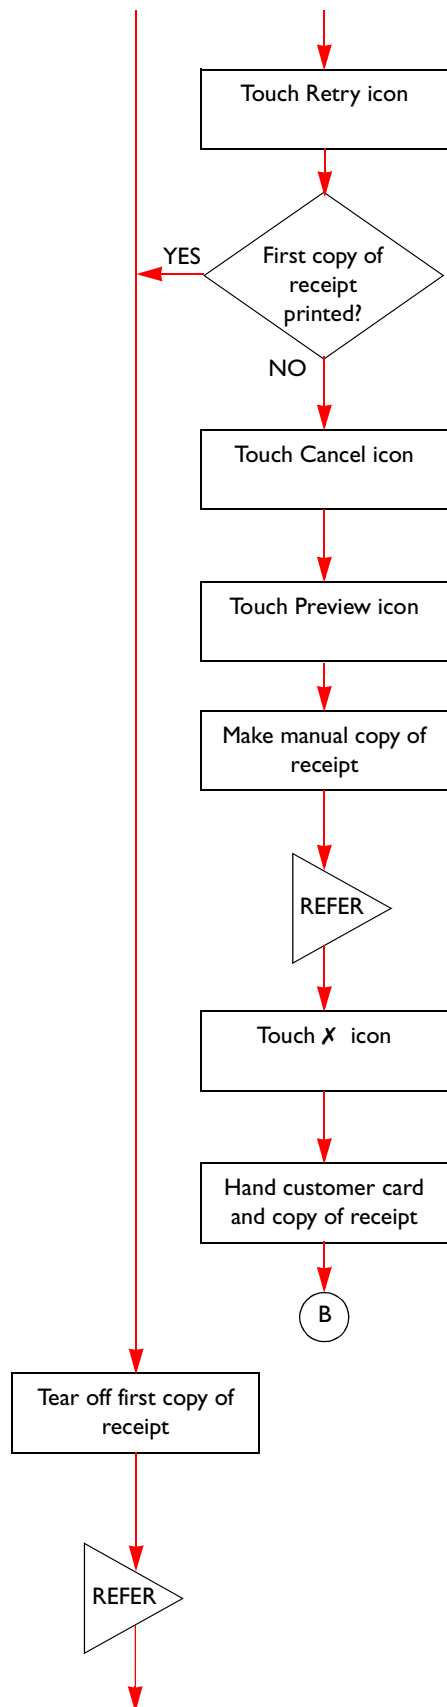 Touch Retry icon
YES
First copy of
receipt
printed?
NO
Touch Cancel icon
Touch Preview icon
Make manual copy of
receipt
REFER
Touch ✗ icon
Hand customer card
and copy of receipt
B
Tear off first copy of
receipt
REFER